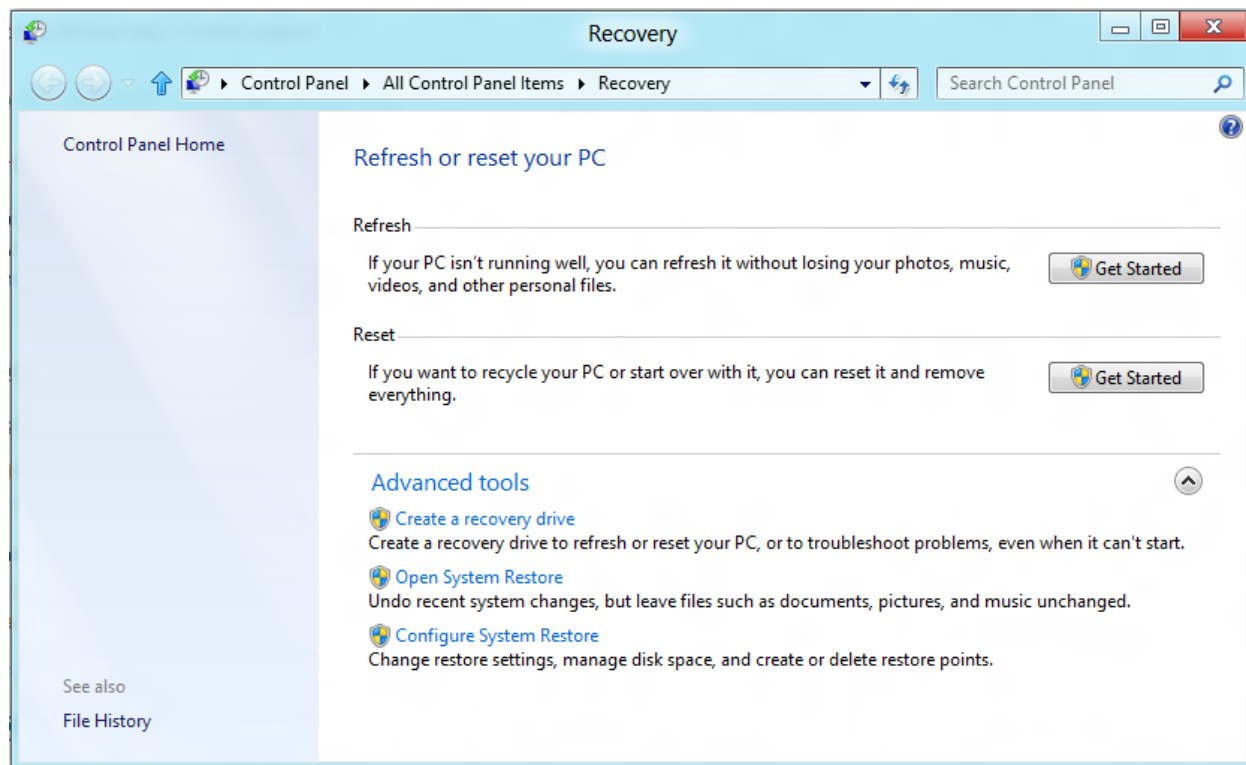 Recovery
Control Panel ▸ All Control Panel Items ▸ Recovery
Search Control Panel
Control Panel Home
Refresh or reset your PC
Refresh
If your PC isn't running well, you can refresh it without losing your photos, music,
videos, and other personal files.
Get Started
Reset
If you want to recycle your PC or start over with it, you can reset it and remove
everything.
Get Started
Advanced tools
Create a recovery drive
Create a recovery drive to refresh or reset your PC, or to troubleshoot problems, even when it can't start.
Open System Restore
Undo recent system changes, but leave files such as documents, pictures, and music unchanged.
Configure System Restore
Change restore settings, manage disk space, and create or delete restore points.
See also
File History